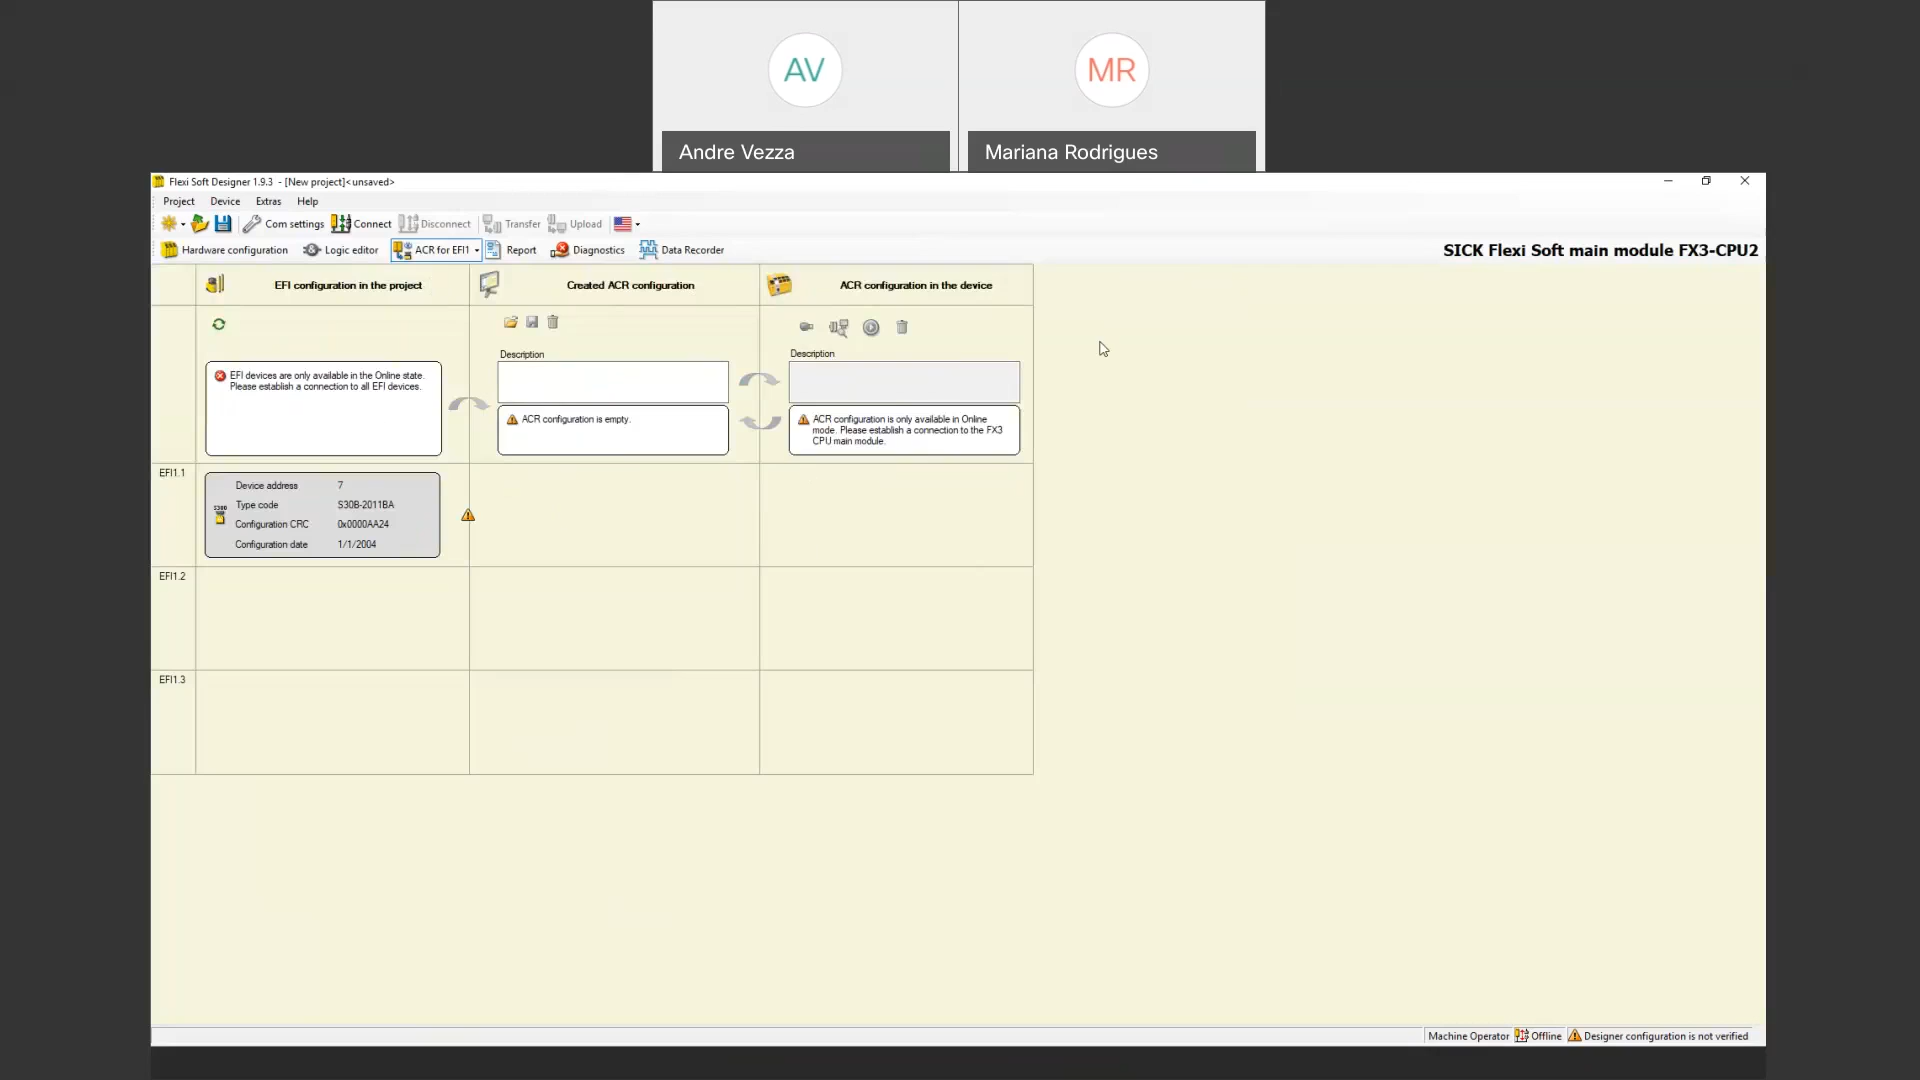 AV
MR
Andre Vezza
Mariana Rodrigues
Flexi Soft Designer 1.9.3 - [New project]<unsaved>
Project Device Extras Help
Com settings Connect Disconnect Transfer Upload
Hardware configuration Logic editor ACR for EFI1 Report Diagnostics Data Recorder
SICK Flexi Soft main module FX3-CPU2
EFI configuration in the project
Created ACR configuration
ACR configuration in the device
Description
Description
EFI devices are only available in the Online state.
Please establish a connection to all EFI devices.
ACR configuration is empty.
ACR configuration is only available in Online
mode. Please establish a connection to the FX3
CPU main module.
EFI1.1
S300
Device address 7
Type code S30B-2011BA
Configuration CRC 0x0000AA24
Configuration date 1/1/2004
EFI1.2
EFI1.3
Machine Operator Offline Designer configuration is not verified